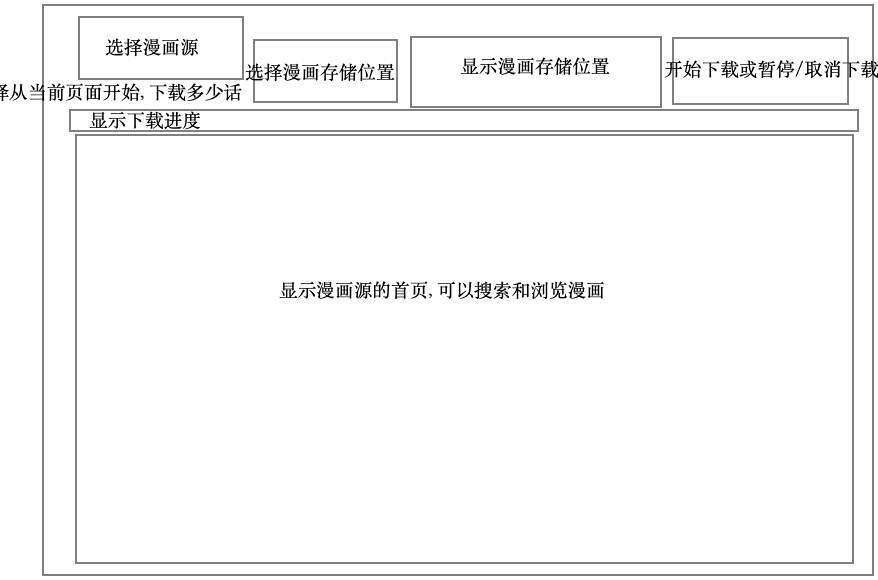 选择漫画源
选择漫画存储位置
显示漫画存储位置
开始下载或暂停/取消下载
择从当前页面开始, 下载多少话
显示下载进度
显示漫画源的首页, 可以搜索和浏览漫画